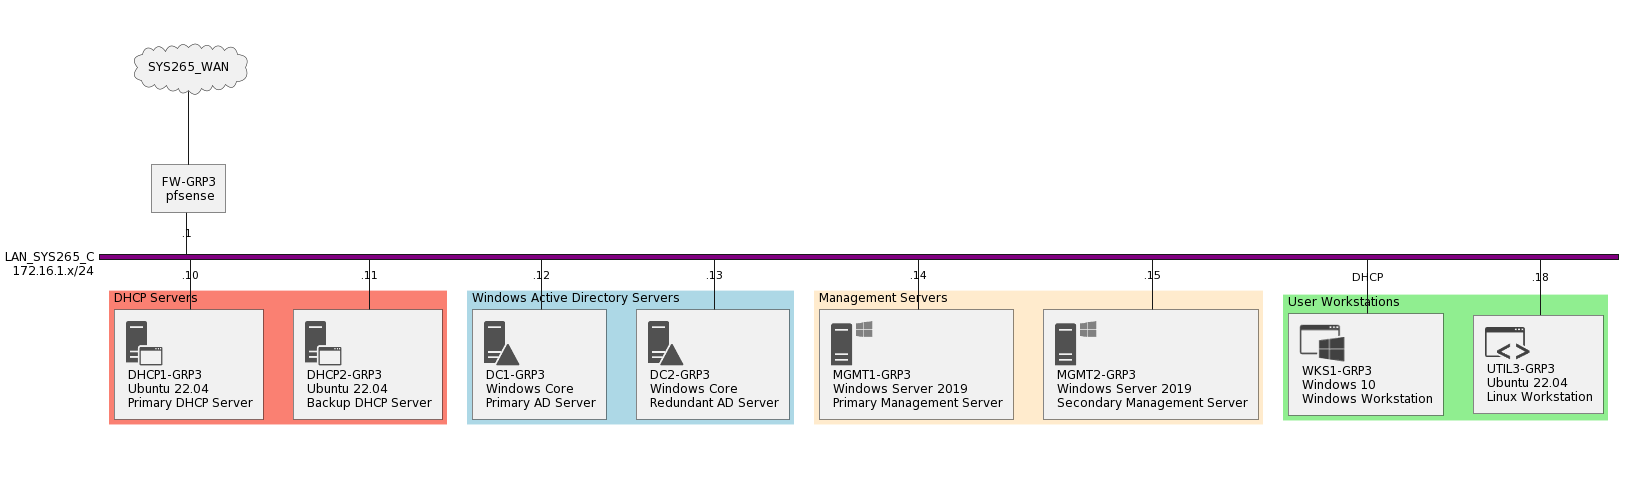 SYS265_WAN
FW-GRP3
pfsense
.1
LAN_SYS265_C
172.16.1.x/24
.10
.11
.12
.13
.14
.15
DHCP
.18
DHCP Servers
Windows Active Directory Servers
Management Servers
User Workstations
DHCP1-GRP3
Ubuntu 22.04
Primary DHCP Server
DHCP2-GRP3
Ubuntu 22.04
Backup DHCP Server
DC1-GRP3
Windows Core
Primary AD Server
DC2-GRP3
Windows Core
Redundant AD Server
MGMT1-GRP3
Windows Server 2019
Primary Management Server
MGMT2-GRP3
Windows Server 2019
Secondary Management Server
WKS1-GRP3
Windows 10
Windows Workstation
UTIL3-GRP3
Ubuntu 22.04
Linux Workstation